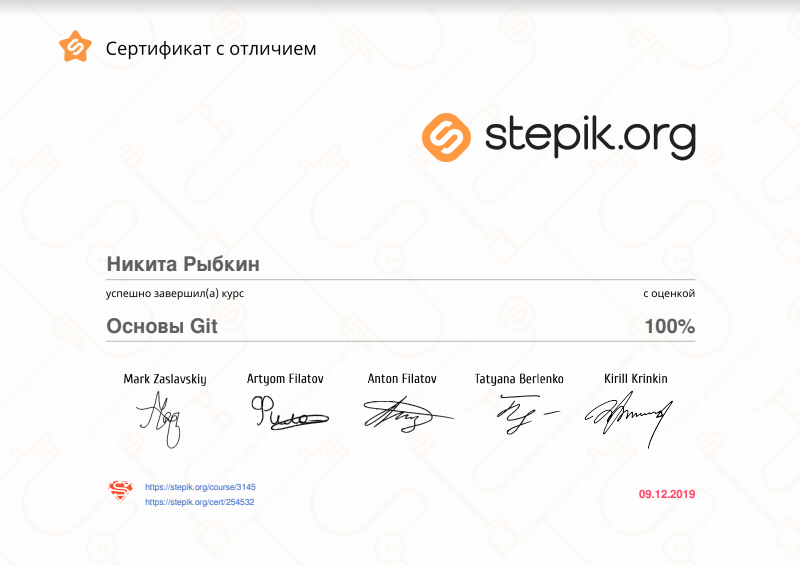 Сертификат с отличием
stepik.org
Никита Рыбкин
успешно завершил(а) курс с оценкой
Основы Git 100%
Mark Zaslavskiy Artyom Filatov Anton Filatov Tatyana Berlenko Kirill Krinkin
https://stepik.org/course/3145
https://stepik.org/cert/254532
09.12.2019